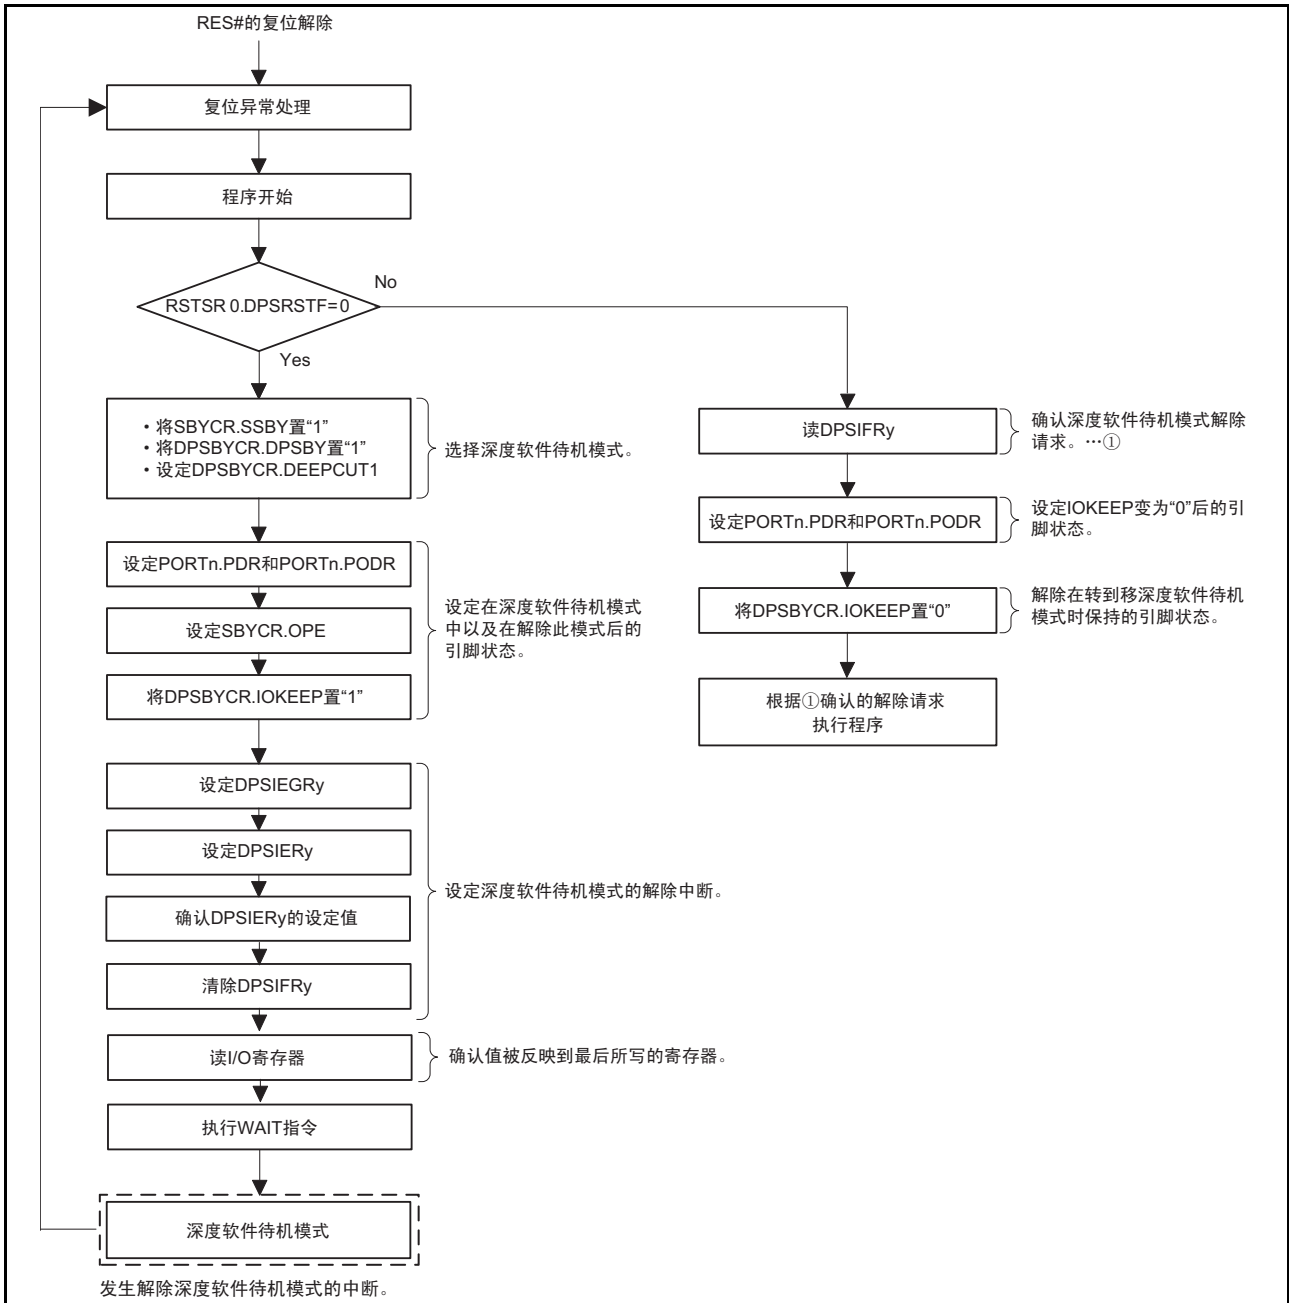 RES#的复位解除
复位异常处理
程序开始
RSTSR 0.DPSRSTF=0
No
Yes
・将SBYCR.SSBY置“1”
・将DPSBYCR.DPSBY置“1”
・设定DPSBYCR.DEEPCUT1
选择深度软件待机模式。
设定PORTn.PDR和PORTn.PODR
设定SBYCR.OPE
将DPSBYCR.IOKEEP置“1”
设定在深度软件待机模式
中以及在解除此模式后的
引脚状态。
设定DPSIEGRy
设定DPSIERy
确认DPSIERy的设定值
清除DPSIFRy
设定深度软件待机模式的解除中断。
读I/O寄存器
确认值被反映到最后所写的寄存器。
执行WAIT指令
深度软件待机模式
发生解除深度软件待机模式的中断。
读DPSIFRy
确认深度软件待机模式解除
请求。…①
设定PORTn.PDR和PORTn.PODR
设定IOKEEP变为“0”后的引
脚状态。
将DPSBYCR.IOKEEP置“0”
解除在转到移深度软件待机
模式时保持的引脚状态。
根据①确认的解除请求
执行程序